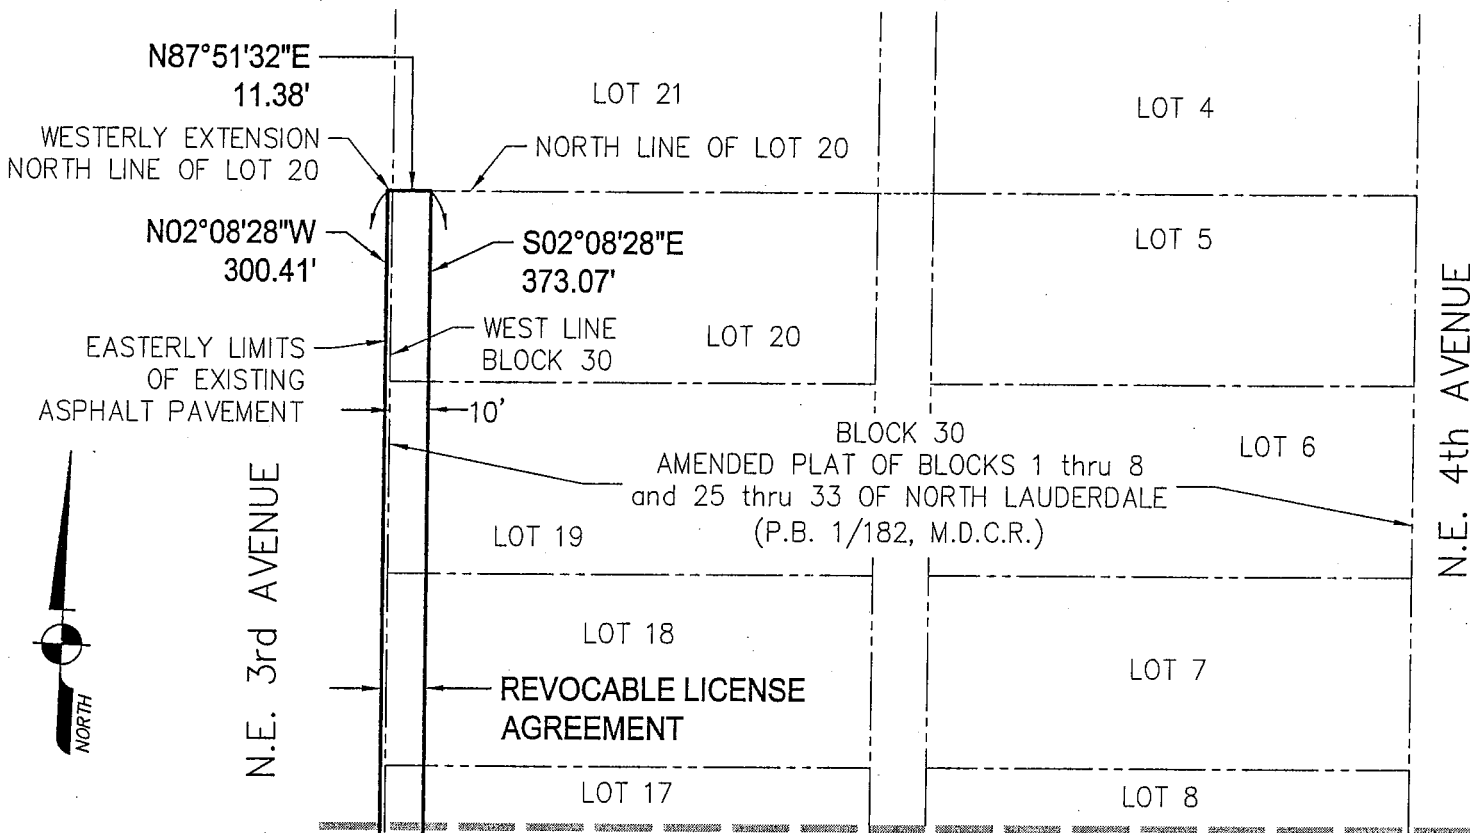 N87°51'32"E
11.38'
WESTERLY EXTENSION
NORTH LINE OF LOT 20
LOT 21
NORTH LINE OF LOT 20
LOT 4
N02°08'28"W
300.41'
S02°08'28"E
373.07'
LOT 5
EASTERLY LIMITS
OF EXISTING
ASPHALT PAVEMENT
WEST LINE
BLOCK 30
LOT 20
10'
BLOCK 30
AMENDED PLAT OF BLOCKS 1 thru 8
and 25 thru 33 OF NORTH LAUDERDALE
(P.B. 1/182, M.D.C.R.)
LOT 6
N.E. 4th AVENUE
LOT 19
N.E. 3rd AVENUE
LOT 18
LOT 7
REVOCABLE LICENSE
AGREEMENT
NORTH
LOT 17
LOT 8